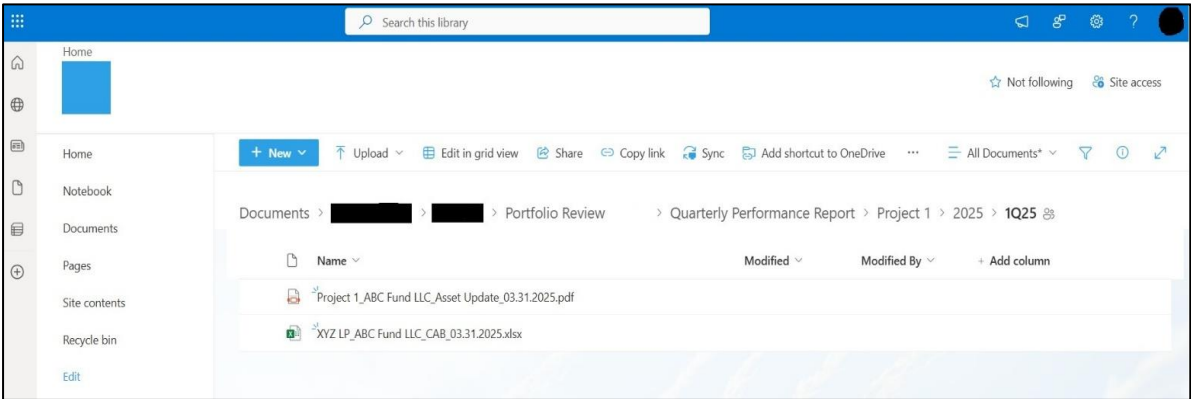 Search this library
?
Home
Not following Site access
+ New Upload Edit in grid view Share Copy link Sync Add shortcut to OneDrive ... All Documents*
Home
Notebook
Documents
Pages
Site contents
Recycle bin
Edit
Documents > > > Portfolio Review > Quarterly Performance Report > Project 1 > 2025 > 1Q25
Name Modified Modified By + Add column
Project 1_ABC Fund LLC_Asset Update_03.31.2025.pdf
XYZ LP_ABC Fund LLC_CAB_03.31.2025.xlsx